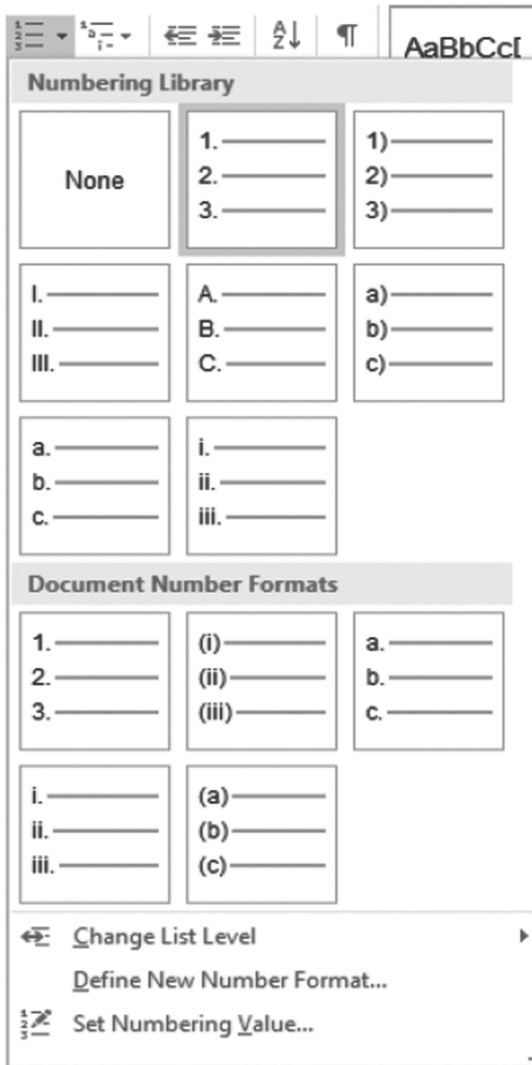 AaBbCc[
Numbering Library
None
1.
2.
3.
1)
2)
3)
I.
II.
III.
A.
B.
C.
a)
b)
c)
a.
b.
c.
i.
ii.
iii.
Document Number Formats
1.
2.
3.
(i)
(ii)
(iii)
a.
b.
c.
i.
ii.
iii.
(a)
(b)
(c)
Change List Level
Define New Number Format...
Set Numbering Value...